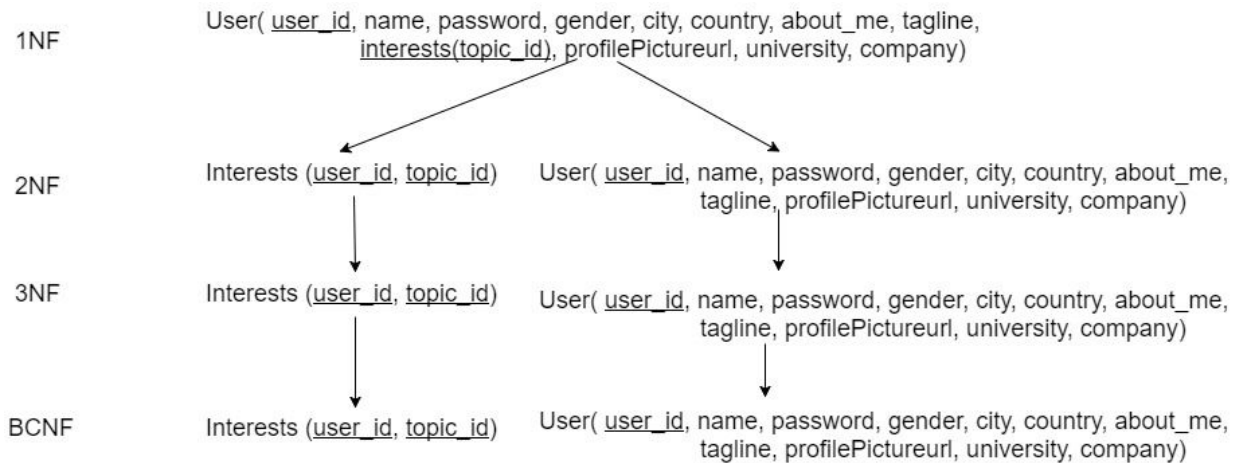 1NF
User( user_id, name, password, gender, city, country, about_me, tagline,
interests(topic_id), profilePictureurl, university, company)
2NF
Interests (user_id, topic_id)
User( user_id, name, password, gender, city, country, about_me,
tagline, profilePictureurl, university, company)
3NF
Interests (user_id, topic_id)
User( user_id, name, password, gender, city, country, about_me,
tagline, profilePictureurl, university, company)
BCNF
Interests (user_id, topic_id)
User( user_id, name, password, gender, city, country, about_me,
tagline, profilePictureurl, university, company)